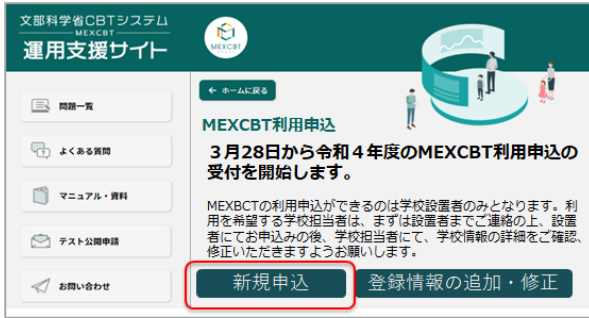 文部科学省CBTシステム
MEXCBT
運用支援サイト
MEXCBT
問題一覧
よくある質問
マニュアル・資料
テスト公開申請
お問い合わせ
← ホームに戻る
MEXCBT利用申込
３月28日から令和４年度のMEXCBT利用申込の
受付を開始します。
MEXBCTの利用申込ができるのは学校設置者のみとなります。利
用を希望する学校担当者は、まずは設置者までご連絡の上、設置
者にてお申込みの後、学校担当者にて、学校情報の詳細をご確認、
修正いただきますようお願いします。
新規申込
登録情報の追加・修正